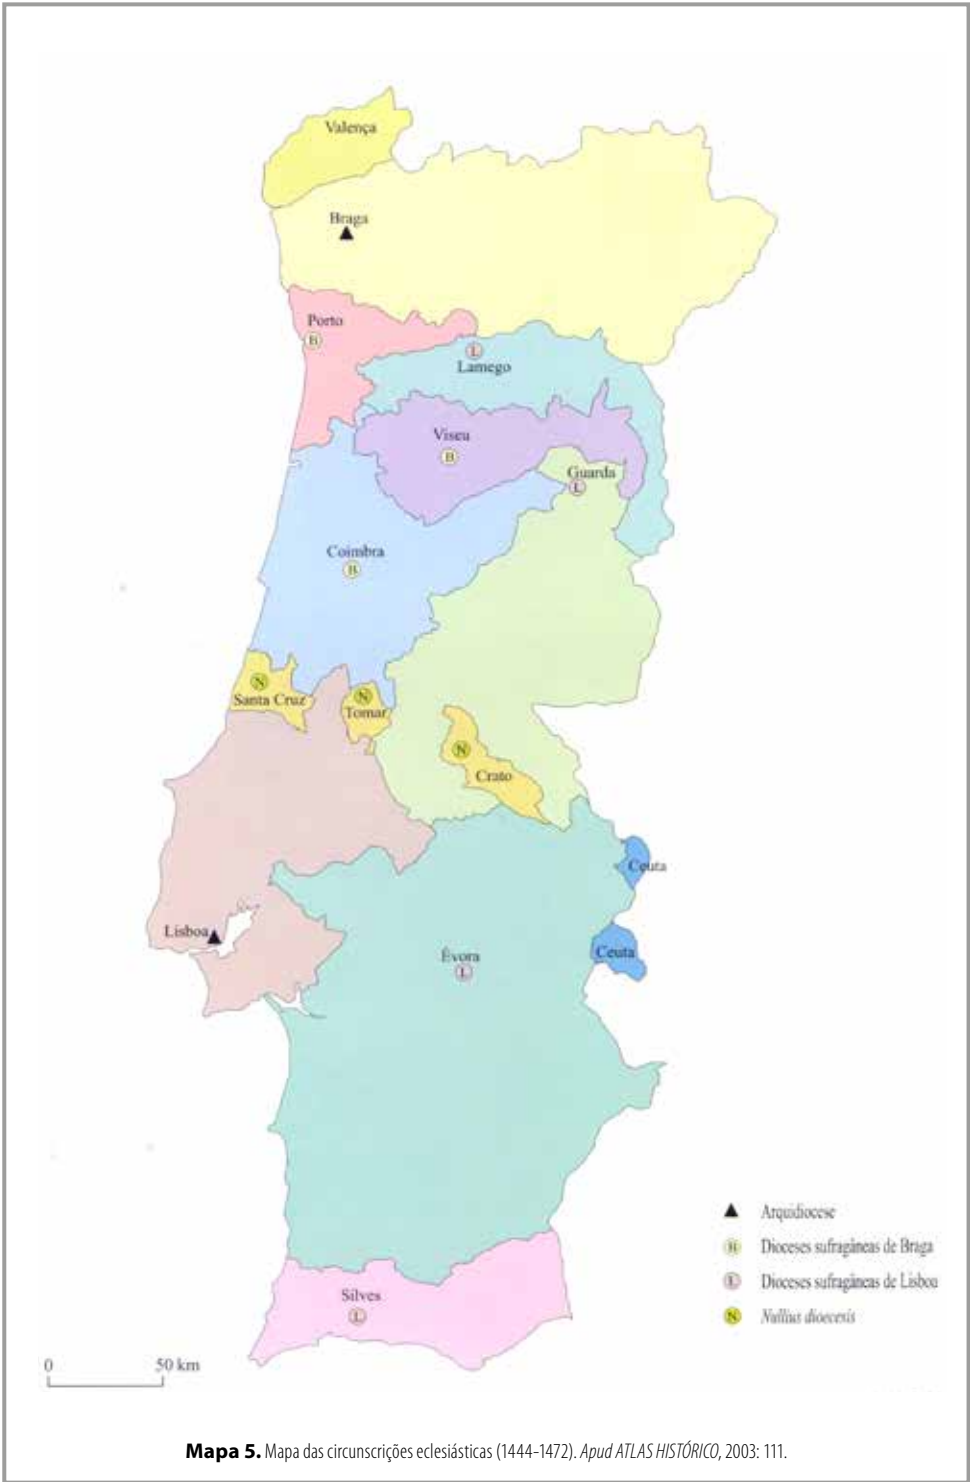 Valença
Braga
Porto
B
L
Lamego
Viseu
B
Guarda
L
Coimbra
B
N
Santa Cruz
N
Tomar
N
Crato
Ceuta
Lisboa
Ceuta
Évora
L
Arquidiocese
B Dioceses sufragâneas de Braga
L Dioceses sufragâneas de Lisboa
N Nullius dioecesis
Silves
L
0 50 km
Mapa 5. Mapa das circunscrições eclesiásticas (1444-1472). Apud ATLAS HISTÓRICO, 2003: 111.